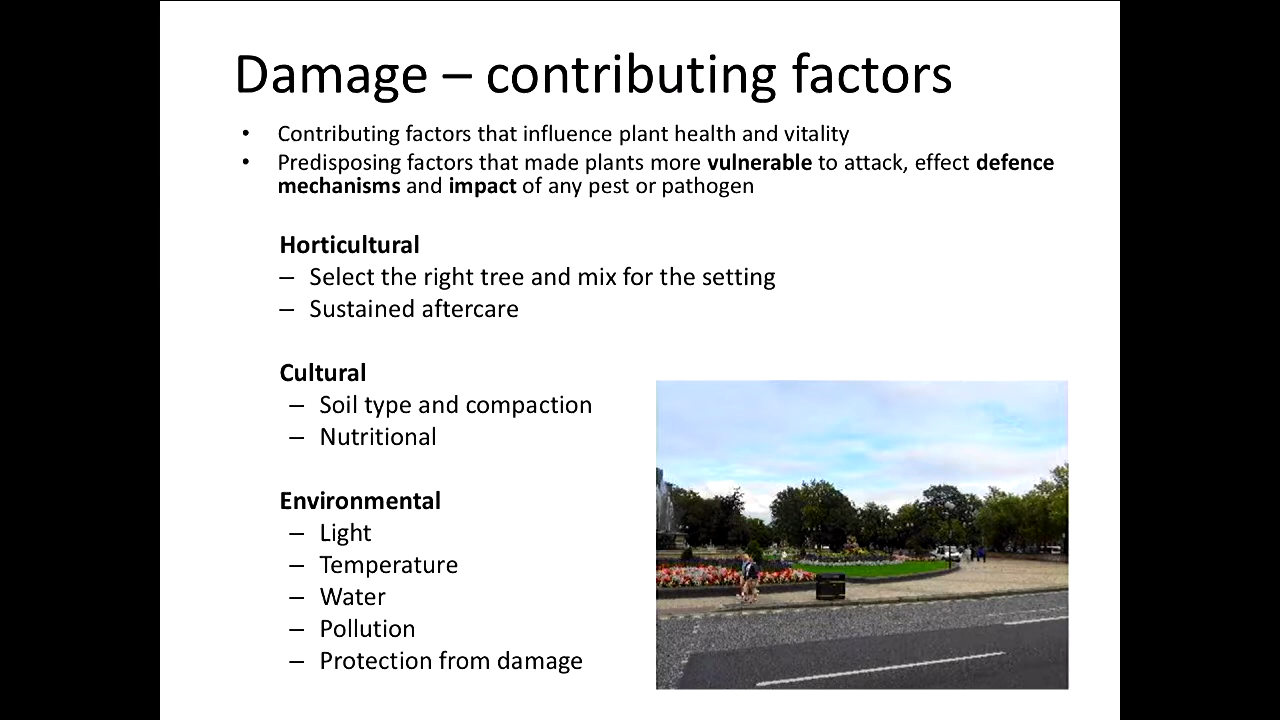 Damage – contributing factors
• Contributing factors that influence plant health and vitality
• Predisposing factors that made plants more vulnerable to attack, effect defence
mechanisms and impact of any pest or pathogen
Horticultural
– Select the right tree and mix for the setting
– Sustained aftercare
Cultural
– Soil type and compaction
– Nutritional
Environmental
– Light
– Temperature
– Water
– Pollution
– Protection from damage